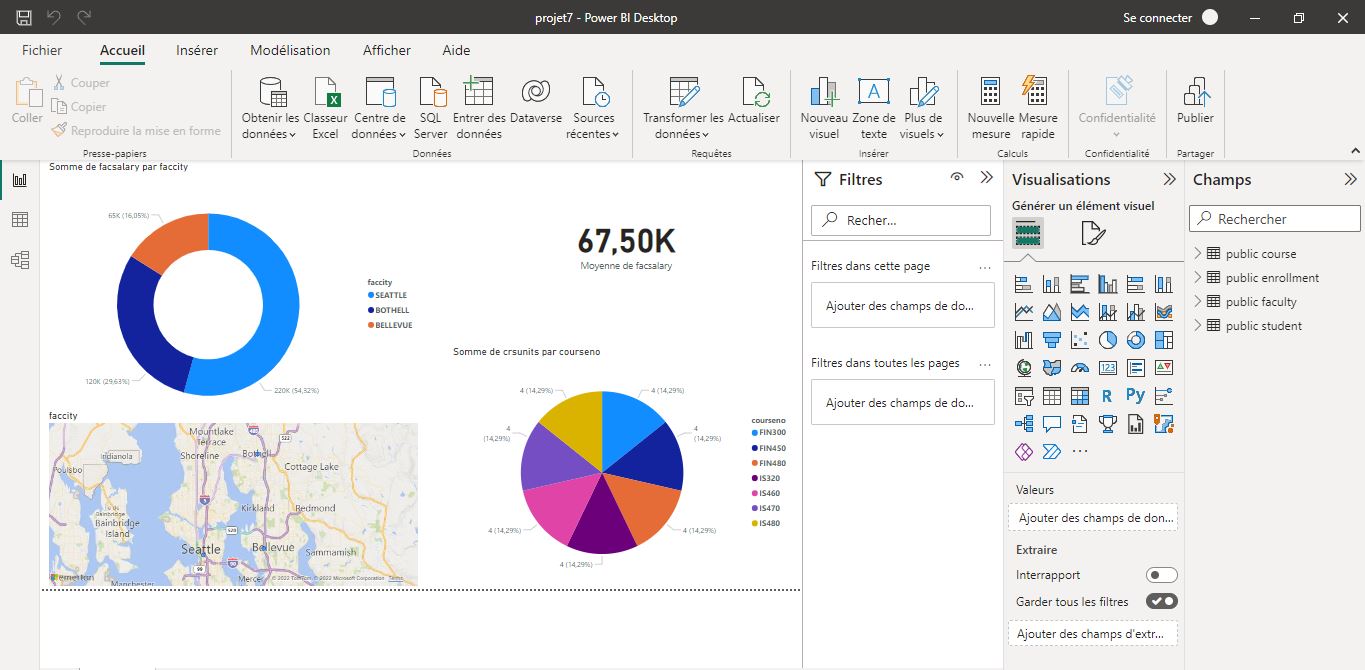 projet7 - Power BI Desktop
Se connecter
Fichier
Accueil
Insérer
Modélisation
Afficher
Aide
Coller
Couper
Copier
Reproduire la mise en forme
Presse-papiers
Obtenir les
données
Classeur
Excel
Centre de
données
SQL
Server
Entrer des
données
Dataverse
Sources
récentes
Données
Transformer les
données
Actualiser
Requêtes
Nouveau
visuel
Zone de
texte
Plus de
visuels
Insérer
Nouvelle
mesure
Mesure
rapide
Calculs
Confidentialité
Confidentialité
Publier
Partager
Somme de facsalary par faccity
65K (16,05%)
120K (29,63%)
220K (54,32%)
faccity
SEATTLE
BOTHELL
BELLEVUE
67,50K
Moyenne de facsalary
Somme de crsunits par courseno
4 (14,29%)
4 (14,29%)
4
(14,29%)
4
(14,29%)
4 (14,29%)
4 (14,29%)
4 (14,29%)
courseno
FIN300
FIN450
FIN480
IS320
IS460
IS470
IS480
faccity
Mountlake
Terrace
522
Indianola
Shoreline
Bothell
Poulsbo
Cottage Lake
5
Kirkland
Redmond
Bainbridge
Bainbridge
Island
520
Seattle
Bellevue
Sammamish
99
90
Mercer
Manchester
© 2022 TomTom, © 2022 Microsoft Corporation
Terms
Filtres
Recher...
Filtres dans cette page
...
Ajouter des champs de do...
Filtres dans toutes les pages
...
Ajouter des champs de do...
Visualisations
Générer un élément visuel
123
R
Py
...
Valeurs
Ajouter des champs de don...
Extraire
Interrapport
Garder tous les filtres
Ajouter des champs d'extr...
Champs
Rechercher
public course
public enrollment
public faculty
public student